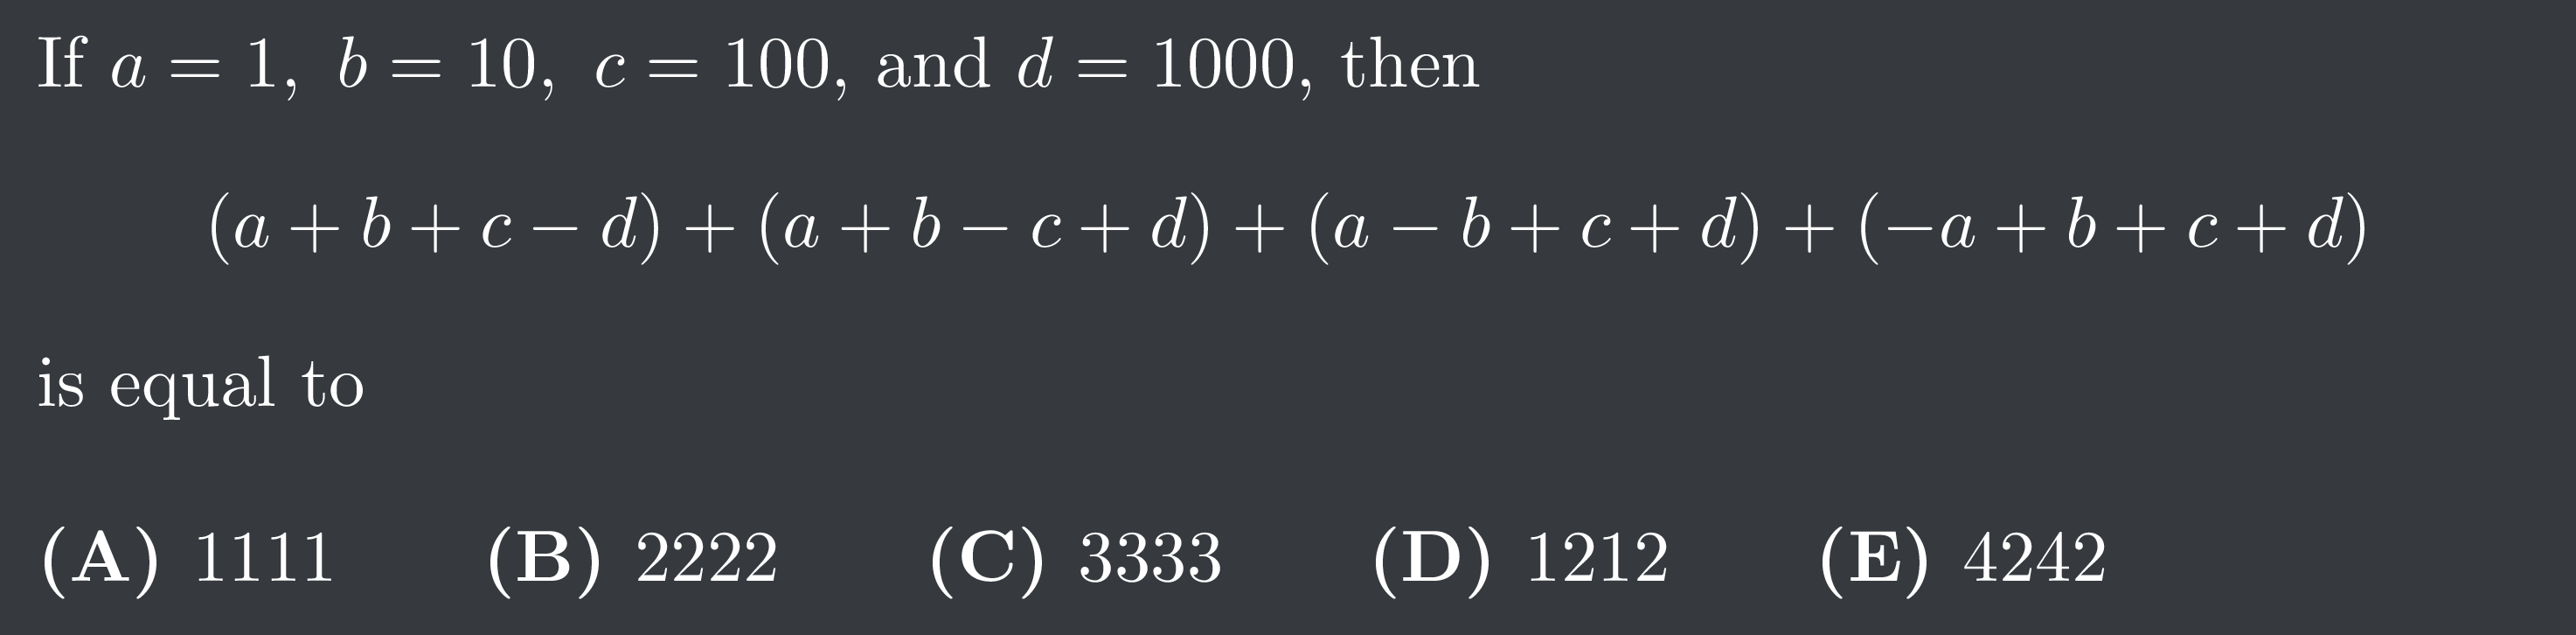 If a = 1, b = 10, c = 100, and d = 1000, then
(a + b + c − d) + (a + b − c + d) + (a − b + c + d) + (−a + b + c + d)
is equal to
(A) 1111 (B) 2222 (C) 3333 (D) 1212 (E) 4242